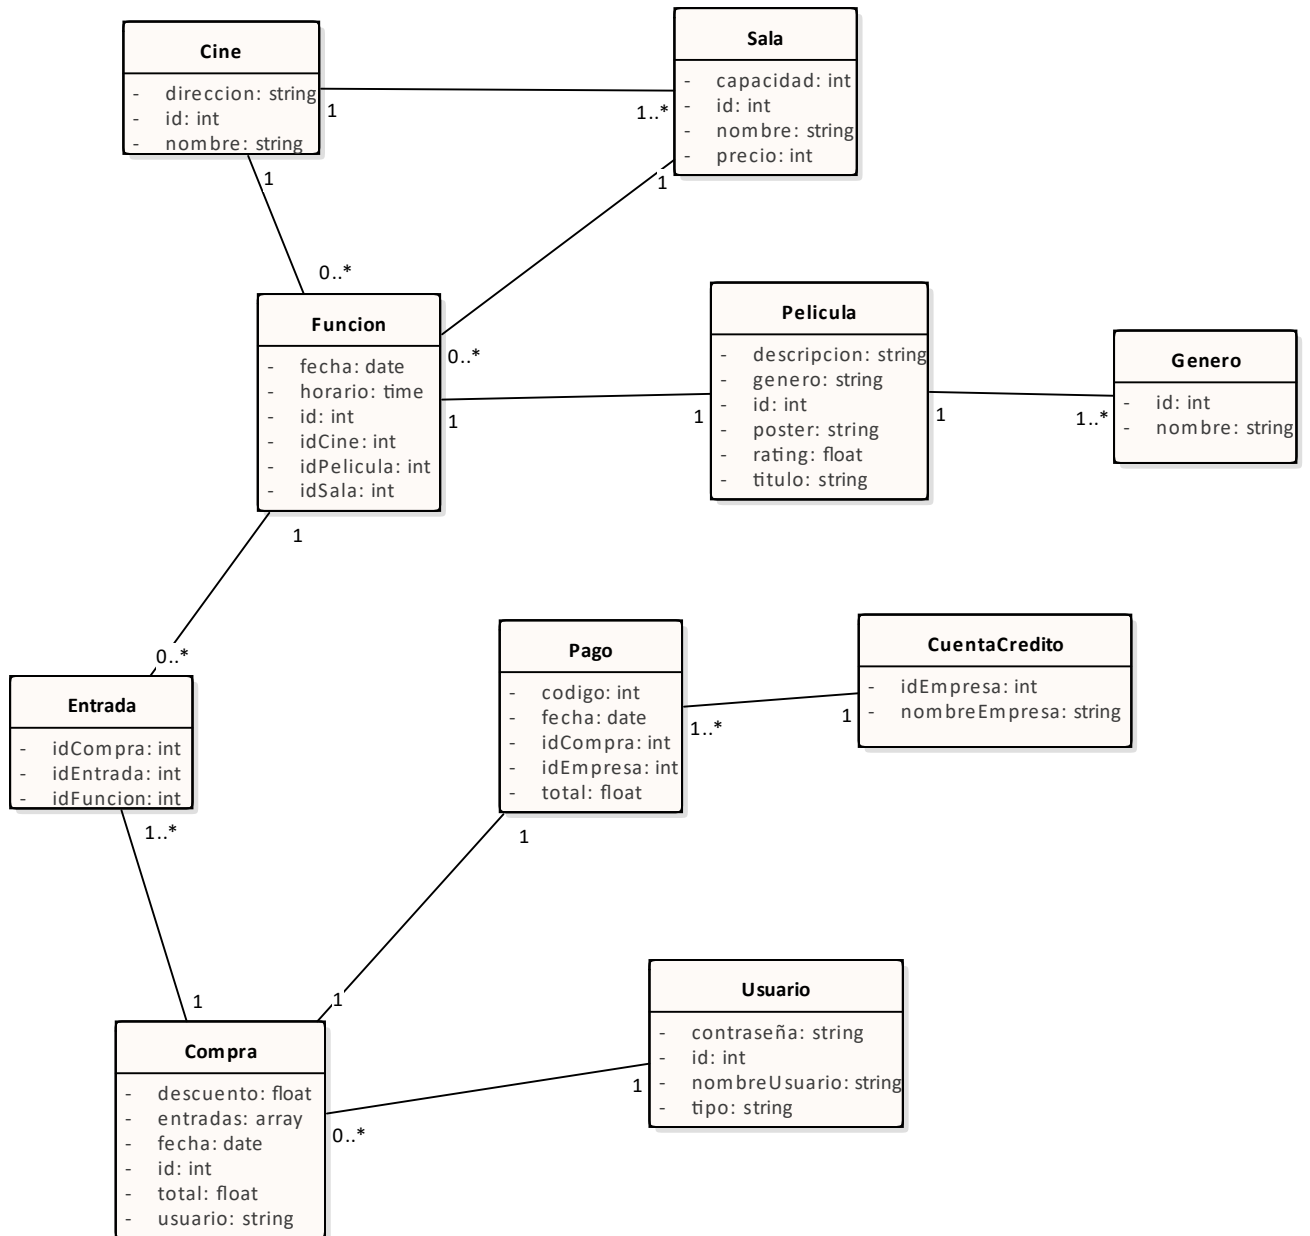 Cine
- direccion: string
- id: int
- nombre: string
1
1
Sala
- capacidad: int
- id: int
- nombre: string
- precio: int
1..*
1
0..*
Funcion
- fecha: date
- horario: time
- id: int
- idCine: int
- idPelicula: int
- idSala: int
0..*
1
1
Pelicula
- descripcion: string
- genero: string
- id: int
- poster: string
- rating: float
- titulo: string
1
1
Genero
- id: int
- nombre: string
1..*
0..*
Entrada
- idCompra: int
- idEntrada: int
- idFuncion: int
1..*
Pago
- codigo: int
- fecha: date
- idCompra: int
- idEmpresa: int
- total: float
1..*
1
CuentaCredito
- idEmpresa: int
- nombreEmpresa: string
1
1
1
Compra
- descuento: float
- entradas: array
- fecha: date
- id: int
- total: float
- usuario: string
0..*
Usuario
- contraseña: string
- id: int
- nombreUsuario: string
- tipo: string
1